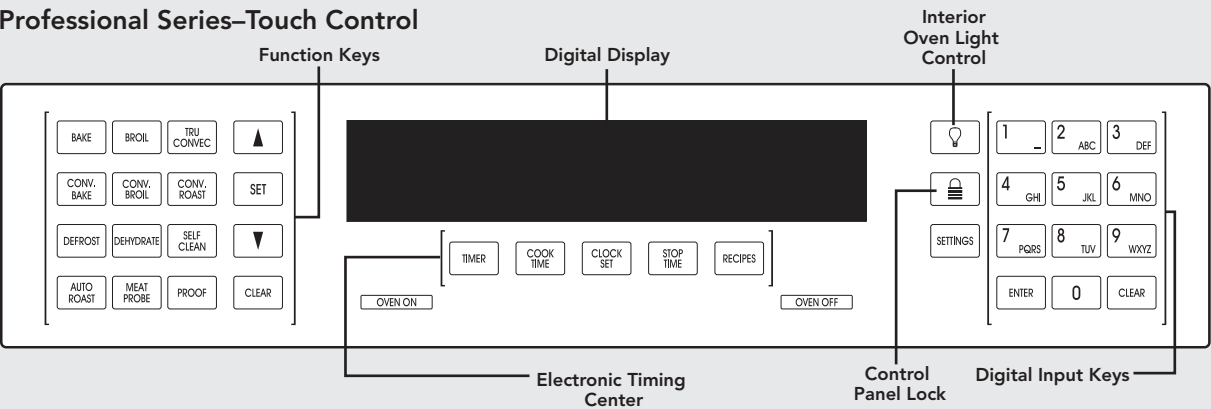 Professional Series–Touch Control
Function Keys
Digital Display
Interior
Oven Light
Control
BAKE
BROIL
TRU
CONVEC
▲
CONV.
BAKE
CONV.
BROIL
CONV.
ROAST
SET
DEFROST
DEHYDRATE
SELF
CLEAN
▼
AUTO
ROAST
MEAT
PROBE
PROOF
CLEAR
TIMER
COOK
TIME
CLOCK
SET
STOP
TIME
RECIPES
OVEN ON
OVEN OFF
SETTINGS
1 _
2 ABC
3 DEF
4 GHI
5 JKL
6 MNO
7 PQRS
8 TUV
9 WXYZ
ENTER
0
CLEAR
Electronic Timing
Center
Control
Panel Lock
Digital Input Keys